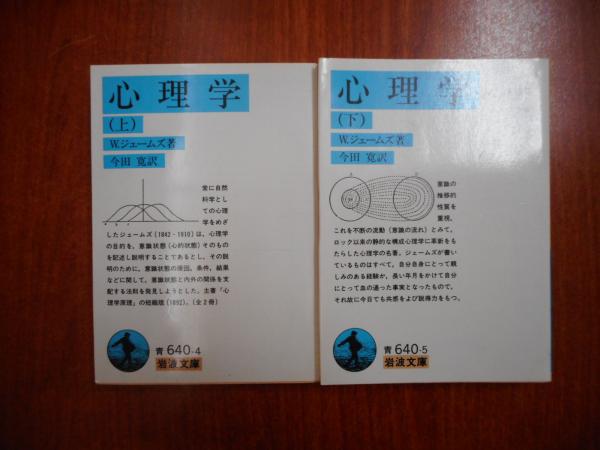 心理学
(上)
W.ジェームズ著
今田 寛訳
常に自然
科学とし
ての心理
学をめざ
したジェームズ(1842-1910)は、心理学
の目的を、意識状態(心的状態)そのもの
を記述し説明することであるとし、その説
明のために、意識状態の原因、条件、結果
などに関して、意識状態と内外の関係を支
配する法則を発見しようとした。主著『心
理学原理』の短縮版(1892)。(全2冊)
青 640-4
岩波文庫
心理学
(下)
W.ジェームズ著
今田 寛訳
意識の
推移的
性質を
重視、
これを不断の流動(意識の流れ)とみて、
ロック以来の静的な構成心理学に革新をも
たらした心理学の名著。ジェームズが書い
ているものはすべて、自分自身にとって親
しみのある経験が、長い年月をかけて自分
にとって血の通った事実となったもので、
それ故に今日でも共感をよび説得力をもつ。
青 640-5
岩波文庫